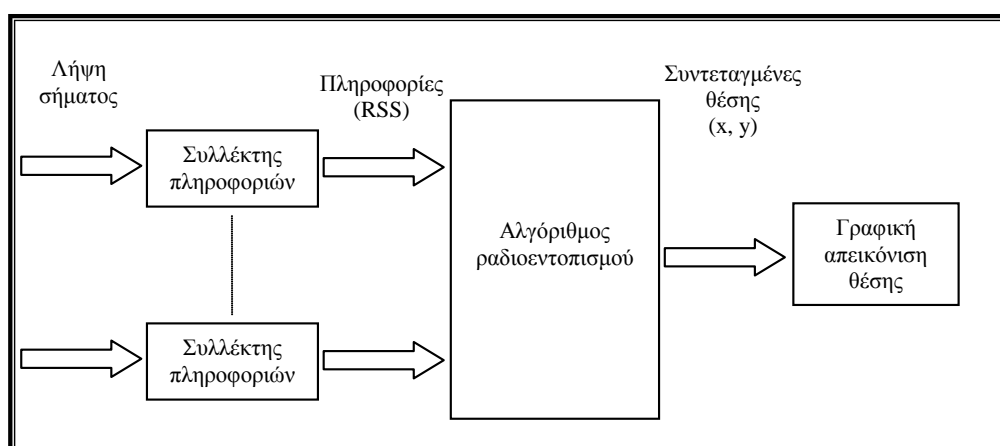 Λήψη
σήματος
Πληροφορίες
(RSS)
Συντεταγμένες
θέσης
(x, y)
Συλλέκτης
πληροφοριών
Αλγόριθμος
ραδιοεντοπισμού
Γραφική
απεικόνιση
θέσης
Συλλέκτης
πληροφοριών